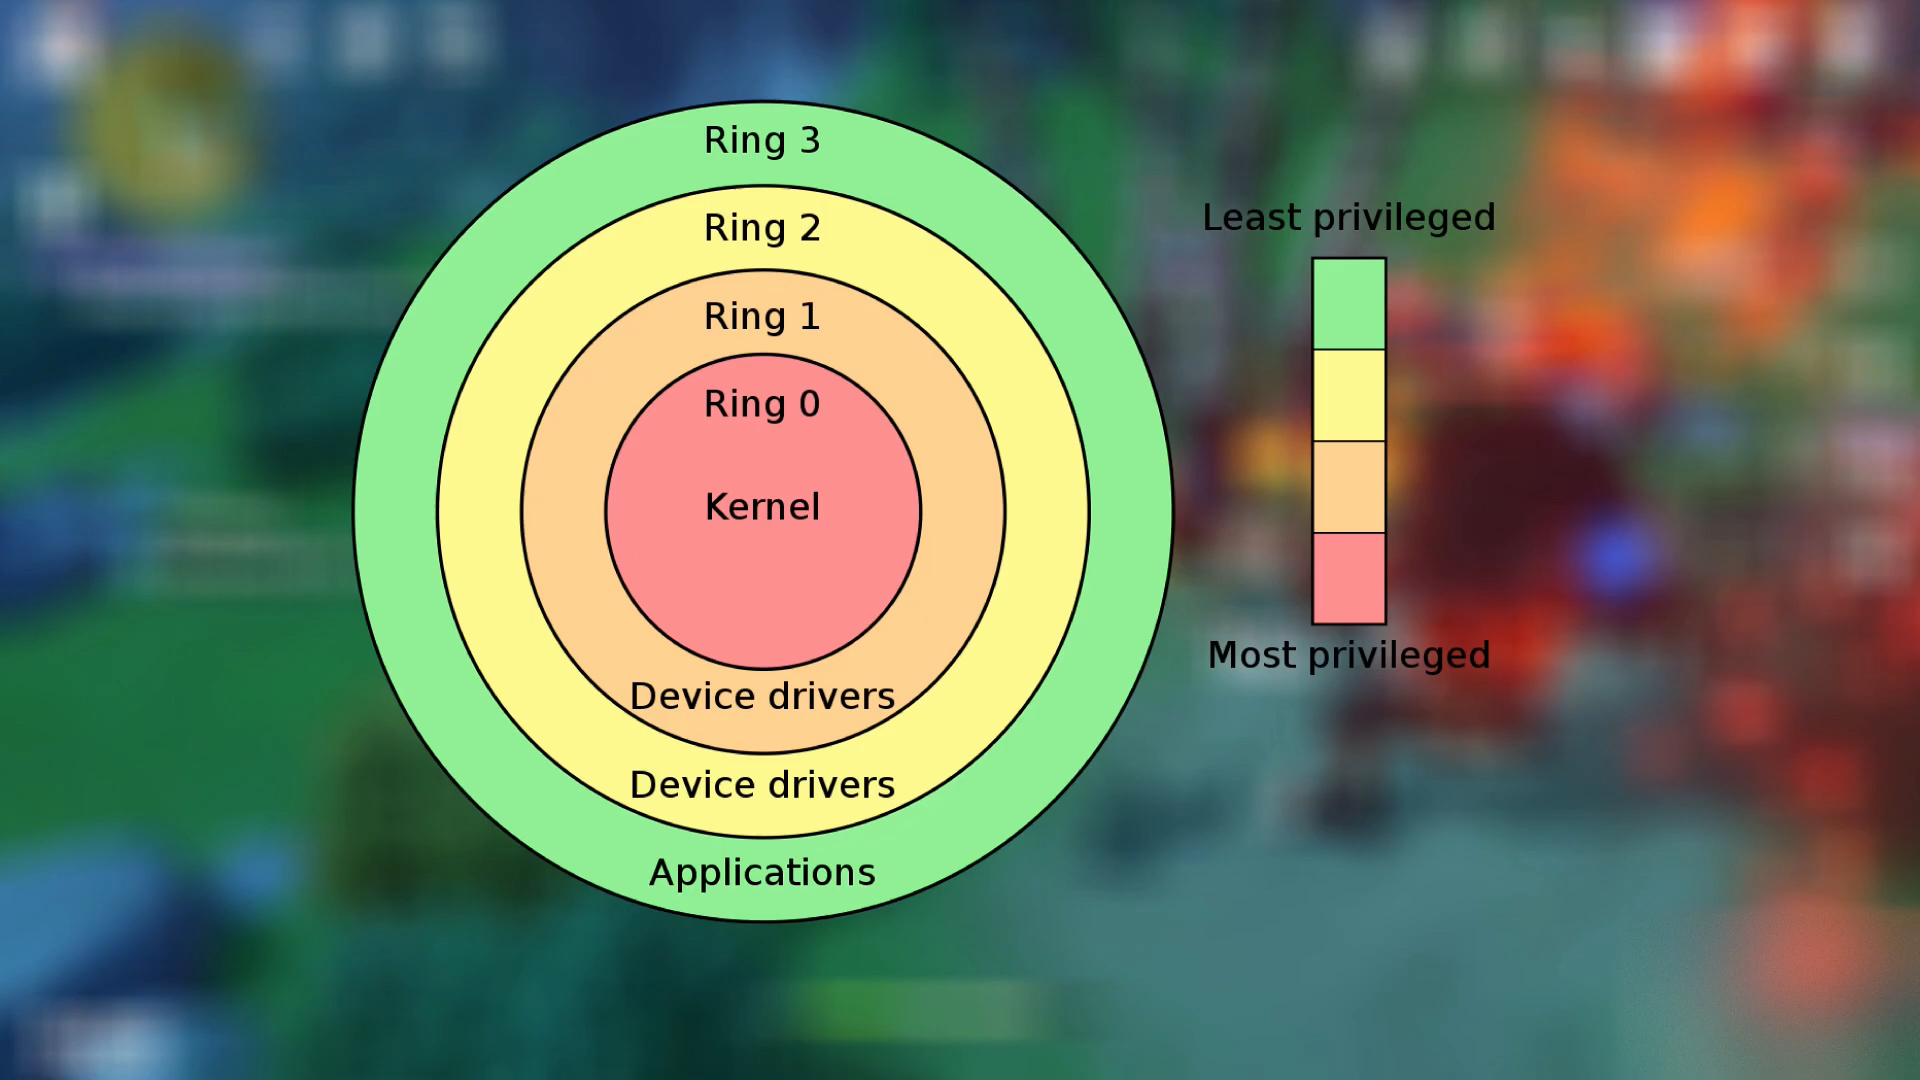 Ring 3
Ring 2
Ring 1
Ring 0
Kernel
Device drivers
Device drivers
Applications
Least privileged
Most privileged